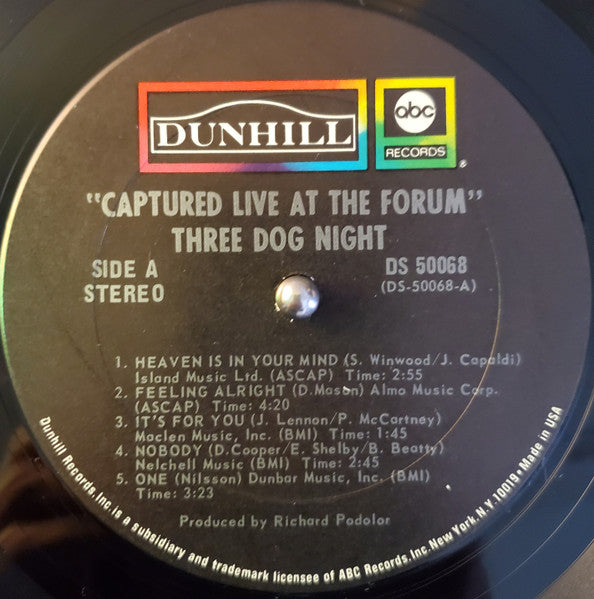 DUNHILL
abc
RECORDS
®
"CAPTURED LIVE AT THE FORUM"
THREE DOG NIGHT
SIDE A
STEREO
DS 50068
(DS-50068-A)
1. HEAVEN IS IN YOUR MIND (S. Winwood/J. Capaldi)
Island Music Ltd. (ASCAP) Time: 2:55
2. FEELING ALRIGHT (D.Mason) Almo Music Corp.
(ASCAP) Time: 4:20
3. IT'S FOR YOU (J. Lennon/P. McCartney)
Maclen Music, Inc. (BMI) Time: 1:45
4. NOBODY (D.Cooper/E. Shelby/B. Beatty)
Nelchell Music (BMI) Time: 2:45
5. ONE (Nilsson) Dunbar Music, Inc. (BMI)
Time: 3:23
Produced by Richard Podolor
Dunhill Records, Inc. is a subsidiary and trademark licensee of ABC Records, Inc. New York, N.Y. 10019 • Made in USA